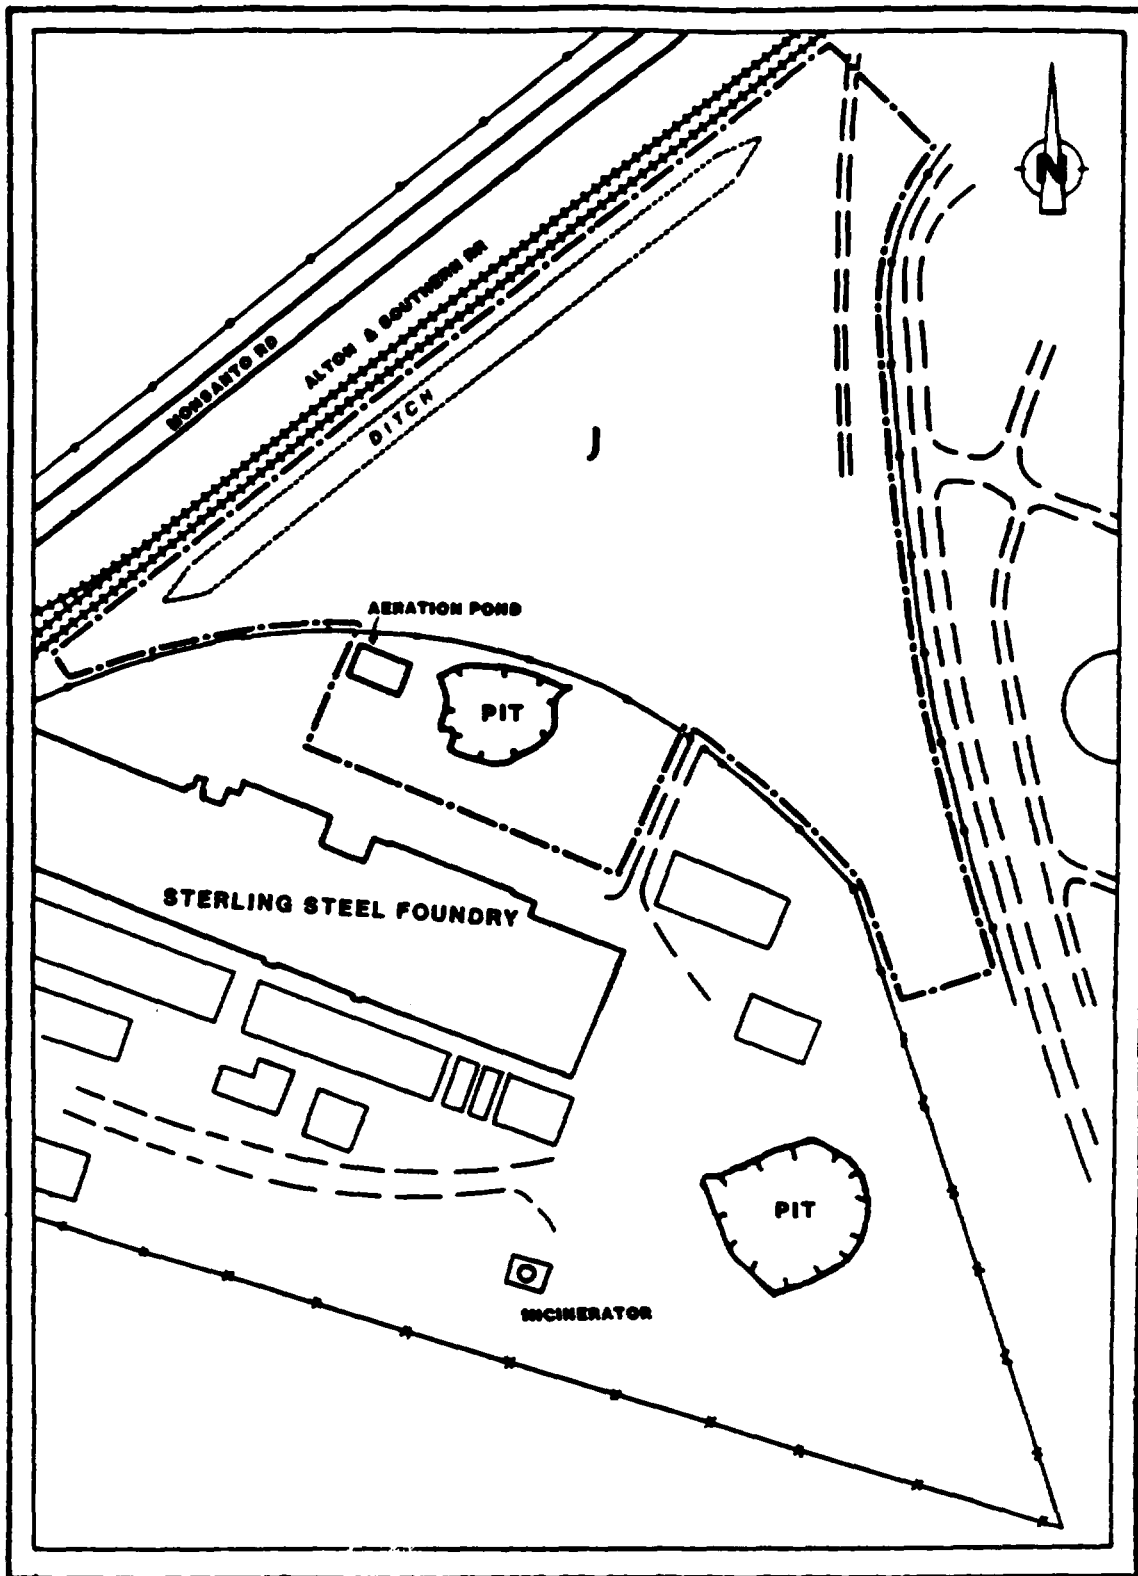 N
MONSANTO RD
ALTON & SOUTHERN RR
DITCH
J
AERATION POND
PIT
STERLING STEEL FOUNDRY
PIT
INCINERATOR